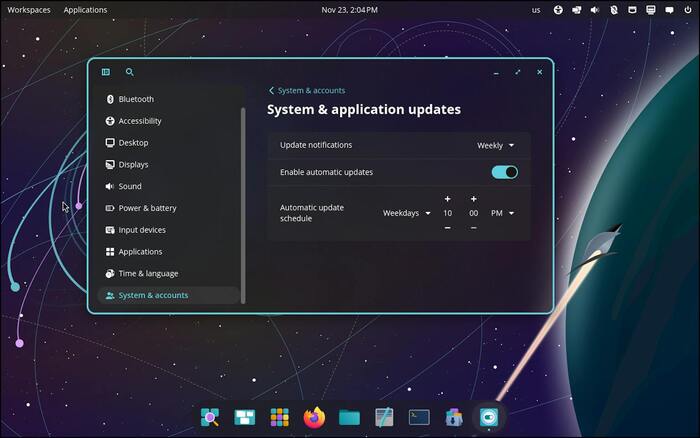 Workspaces Applications Nov 23, 2:04 PM us
System & accounts
System & application updates
Bluetooth
Accessibility
Desktop
Displays
Sound
Power & battery
Input devices
Applications
Time & language
System & accounts
Update notifications Weekly
Enable automatic updates
Automatic update
schedule
Weekdays + 10 − + 00 − PM